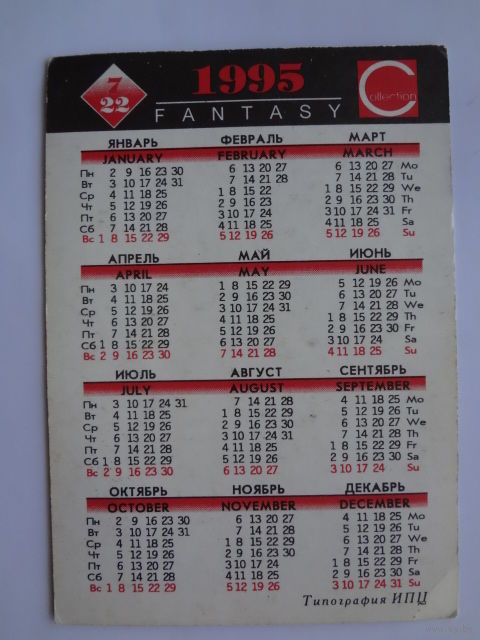 7
22
1995
FANTASY
Collection
ЯНВАРЬ ФЕВРАЛЬ МАРТ
JANUARY FEBRUARY MARCH
Пн 2 9 16 23 30 6 13 20 27 6 13 20 27 Mo
Вт 3 10 17 24 31 7 14 21 28 7 14 21 28 Tu
Ср 4 11 18 25 1 8 15 22 1 8 15 22 29 We
Чт 5 12 19 26 2 9 16 23 2 9 16 23 30 Th
Пт 6 13 20 27 3 10 17 24 3 10 17 24 31 Fr
Сб 7 14 21 28 4 11 18 25 4 11 18 25 Sa
Вс 1 8 15 22 29 5 12 19 26 5 12 19 26 Su
АПРЕЛЬ МАЙ ИЮНЬ
APRIL MAY JUNE
Пн 3 10 17 24 1 8 15 22 29 5 12 19 26 Mo
Вт 4 11 18 25 2 9 16 23 30 6 13 20 27 Tu
Ср 5 12 19 26 3 10 17 24 31 7 14 21 28 We
Чт 6 13 20 27 4 11 18 25 1 8 15 22 29 Th
Пт 7 14 21 28 5 12 19 26 2 9 16 23 30 Fr
Сб 1 8 15 22 29 6 13 20 27 3 10 17 24 Sa
Вс 2 9 16 23 30 7 14 21 28 4 11 18 25 Su
ИЮЛЬ АВГУСТ СЕНТЯБРЬ
JULY AUGUST SEPTEMBER
Пн 3 10 17 24 31 7 14 21 28 4 11 18 25 Mo
Вт 4 11 18 25 1 8 15 22 29 5 12 19 26 Tu
Ср 5 12 19 26 2 9 16 23 30 6 13 20 27 We
Чт 6 13 20 27 3 10 17 24 31 7 14 21 28 Th
Пт 7 14 21 28 4 11 18 25 1 8 15 22 29 Fr
Сб 1 8 15 22 29 5 12 19 26 2 9 16 23 30 Sa
Вс 2 9 16 23 30 6 13 20 27 3 10 17 24 Su
ОКТЯБРЬ НОЯБРЬ ДЕКАБРЬ
OCTOBER NOVEMBER DECEMBER
Пн 2 9 16 23 30 6 13 20 27 4 11 18 25 Mo
Вт 3 10 17 24 31 7 14 21 28 5 12 19 26 Tu
Ср 4 11 18 25 1 8 15 22 29 6 13 20 27 We
Чт 5 12 19 26 2 9 16 23 30 7 14 21 28 Th
Пт 6 13 20 27 3 10 17 24 1 8 15 22 29 Fr
Сб 7 14 21 28 4 11 18 25 2 9 16 23 30 Sa
Вс 1 8 15 22 29 5 12 19 26 3 10 17 24 31 Su
Типография ИПЦ